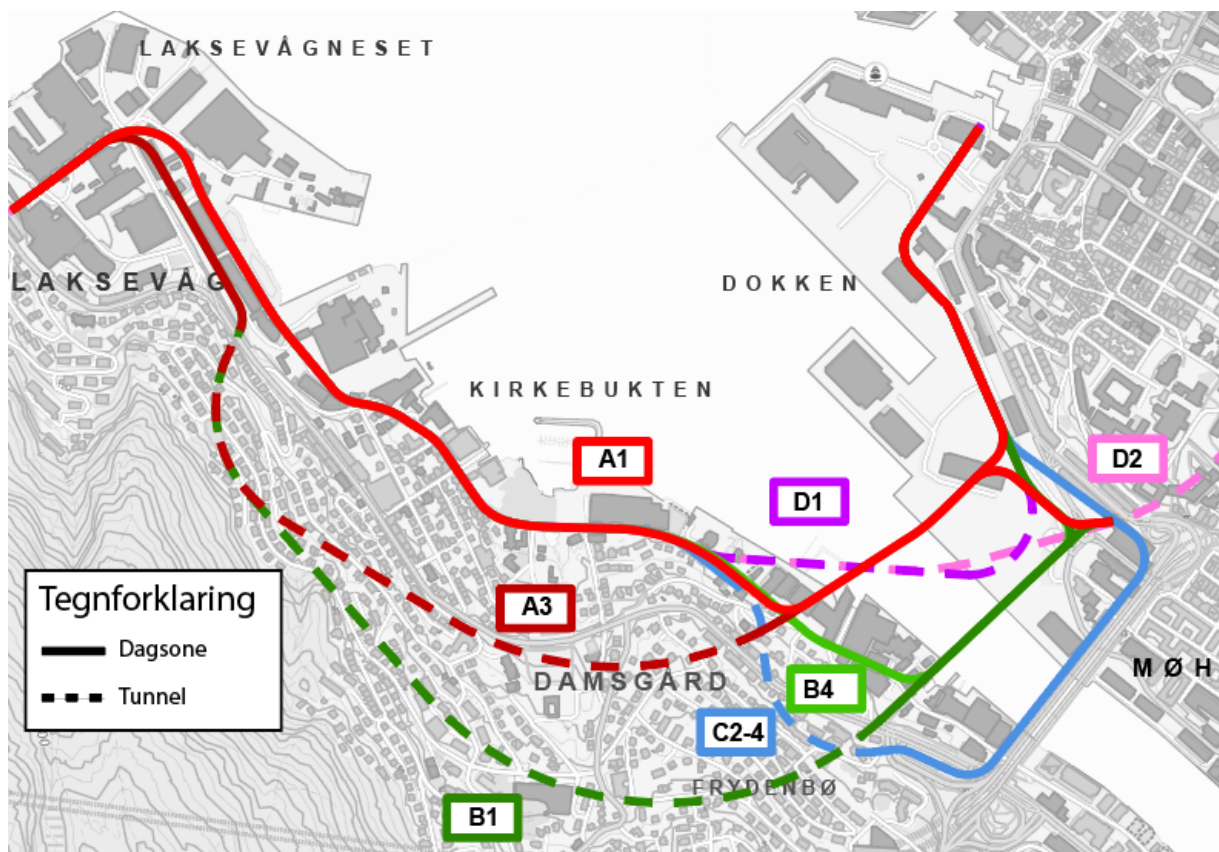 LAKSEVÅGNESET
LAKSEVÅG
DOKKEN
KIRKEBUKTEN
A1
D2
D1
A3
DAMSGÅRD
B4
MØH
C2-4
FRYDENBØ
B1
Tegnforklaring
Dagsone
Tunnel